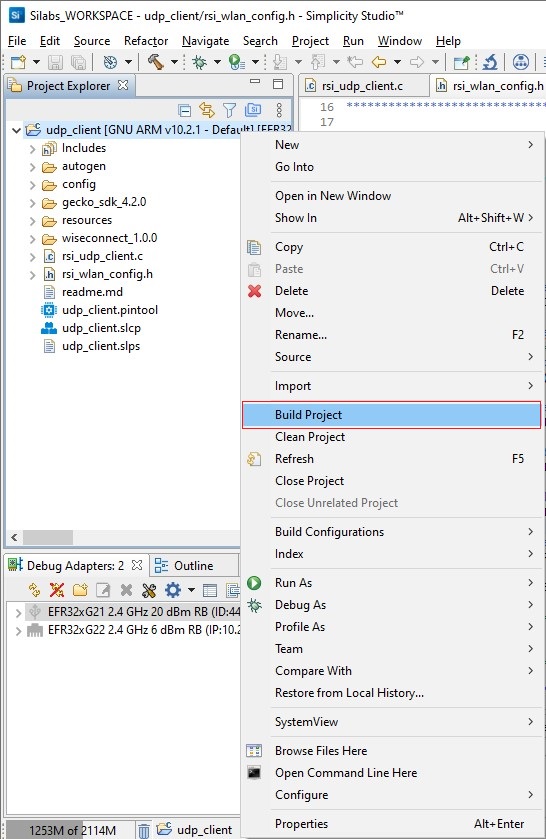 Silabs_WORKSPACE - udp_client/rsi_wlan_config.h - Simplicity Studio™
File Edit Source Refactor Navigate Search Project Run Window Help
Project Explorer
rsi_udp_client.c
rsi_wlan_config.h
16 ****************************
17
udp_client [GNU ARM v10.2.1 - Default] [EFR32
Includes
autogen
config
gecko_sdk_4.2.0
resources
wiseconnect_1.0.0
rsi_udp_client.c
rsi_wlan_config.h
readme.md
udp_client.pintool
udp_client.slcp
udp_client.slps
New
Go Into
Open in New Window
Show In Alt+Shift+W
Copy Ctrl+C
Paste Ctrl+V
Delete Delete
Move...
Rename... F2
Source
Import
Build Project
Clean Project
Refresh F5
Close Project
Close Unrelated Project
Build Configurations
Index
Run As
Debug As
Profile As
Team
Compare With
Restore from Local History...
SystemView
Browse Files Here
Open Command Line Here
Configure
Properties Alt+Enter
Debug Adapters: 2
Outline
EFR32xG21 2.4 GHz 20 dBm RB (ID:44
EFR32xG22 2.4 GHz 6 dBm RB (IP:10.2
1253M of 2114M
udp_client